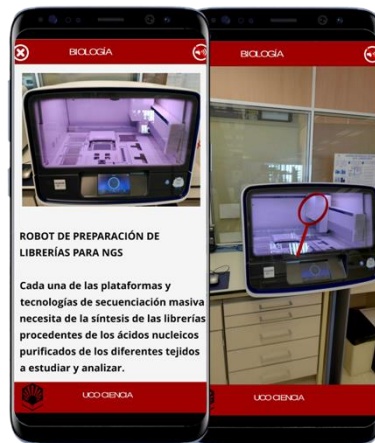 BIOLOGÍA
ROBOT DE PREPARACIÓN DE
LIBRERÍAS PARA NGS
Cada una de las plataformas y
tecnologías de secuenciación masiva
necesita de la síntesis de las librerías
procedentes de los ácidos nucleicos
purificados de los diferentes tejidos
a estudiar y analizar.
UCO CIENCIA
BIOLOGÍA
UCO CIENCIA